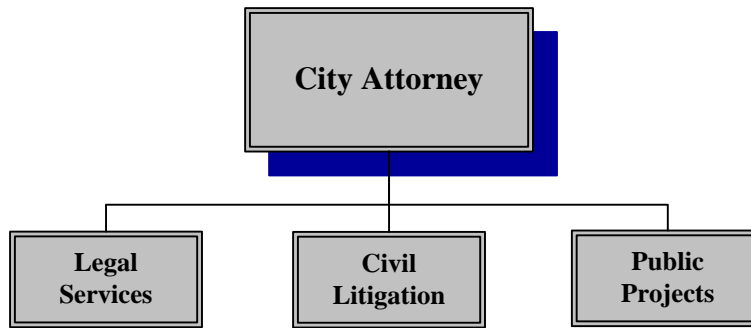 City Attorney
Legal
Services
Civil
Litigation
Public
Projects